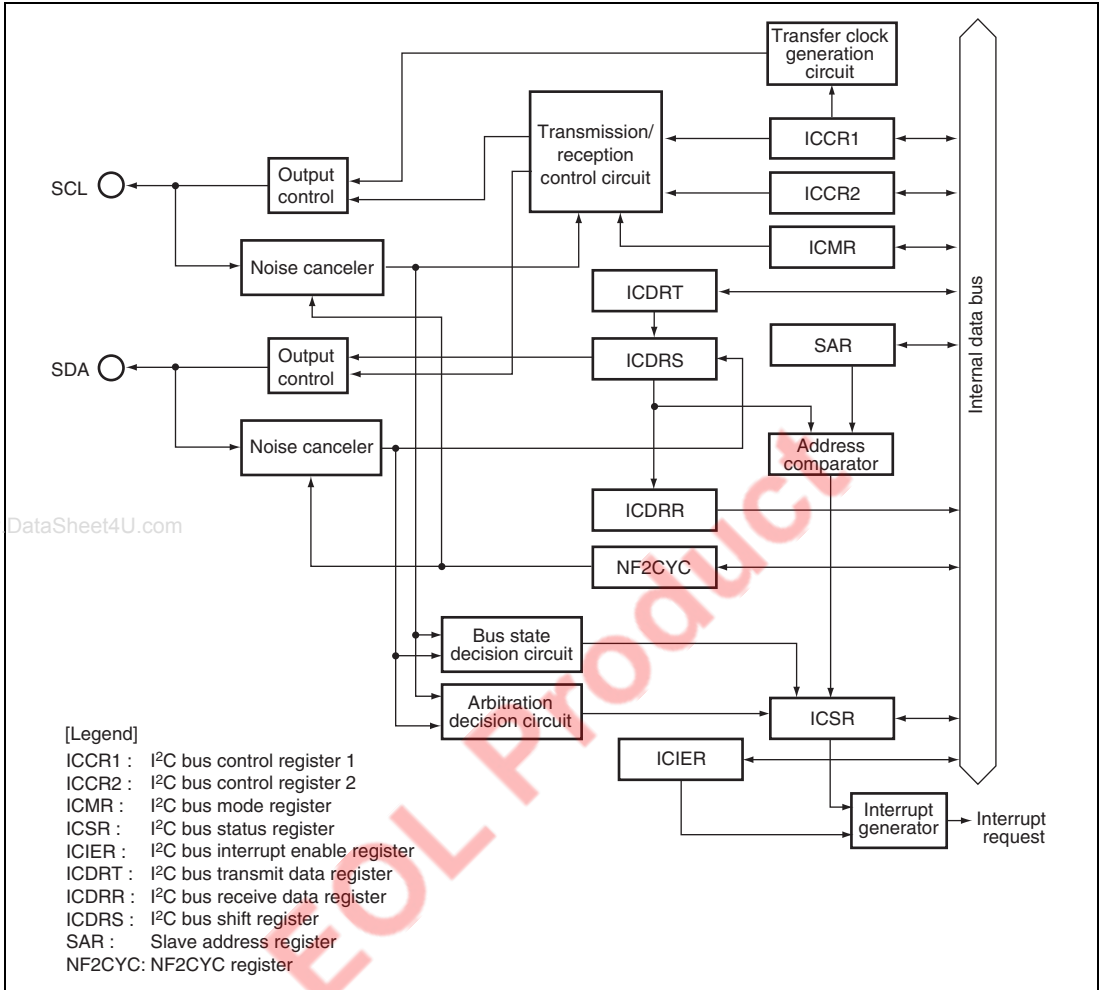 Transfer clock
generation
circuit
Transmission/
reception
control circuit
ICCR1
SCL
Output
control
ICCR2
ICMR
Noise canceler
ICDRT
Internal data bus
SDA
Output
control
ICDRS
SAR
Noise canceler
Address
comparator
ICDRR
DataSheet4U.com
NF2CYC
Bus state
decision circuit
Arbitration
decision circuit
ICSR
ICIER
Interrupt
generator
Interrupt
request
[Legend]
ICCR1 : I²C bus control register 1
ICCR2 : I²C bus control register 2
ICMR : I²C bus mode register
ICSR : I²C bus status register
ICIER : I²C bus interrupt enable register
ICDRT : I²C bus transmit data register
ICDRR : I²C bus receive data register
ICDRS : I²C bus shift register
SAR : Slave address register
NF2CYC: NF2CYC register
EOL Product